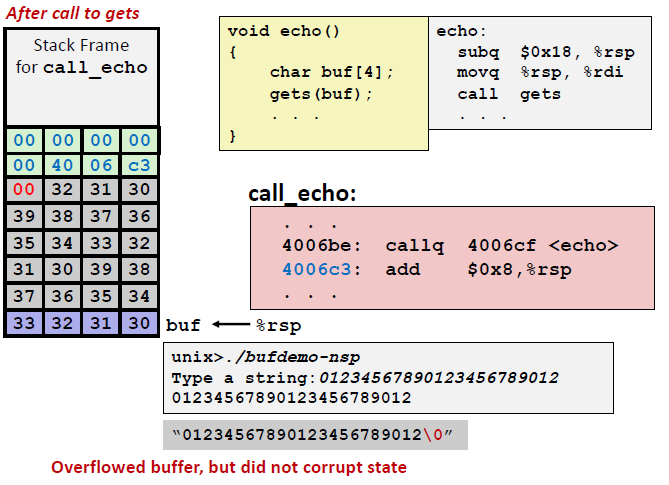 After call to gets
Stack Frame
for call_echo
00 00 00 00
00 40 06 c3
00 32 31 30
39 38 37 36
35 34 33 32
31 30 39 38
37 36 35 34
33 32 31 30
buf
%rsp
void echo()
{
char buf[4];
gets(buf);
. . .
}
echo:
subq $0x18, %rsp
movq %rsp, %rdi
call gets
. . .
call_echo:
. . .
4006be: callq 4006cf <echo>
4006c3: add $0x8,%rsp
. . .
unix>./bufdemo-nsp
Type a string:01234567890123456789012
01234567890123456789012
“01234567890123456789012\0”
Overflowed buffer, but did not corrupt state